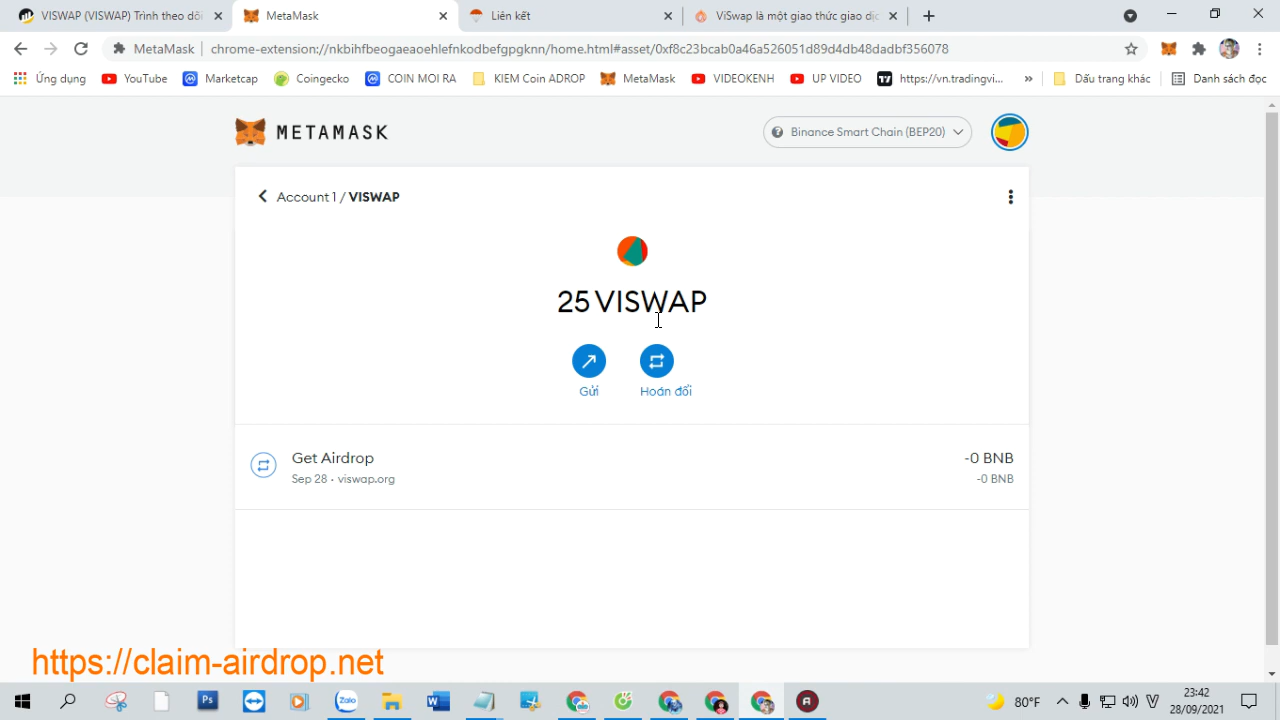 VISWAP (VISWAP) Trình theo dõi
MetaMask
Liên kết
ViSwap là một giao thức giao dịc
MetaMask
chrome-extension://nkbihfbeogaeaoehlefnkodbefgpgknn/home.html#asset/0xf8c23bcab0a46a526051d89d4db48dadbf356078
Ứng dụng
YouTube
Marketcap
Coingecko
COIN MOI RA
KIEM Coin ADROP
MetaMask
VIDEOKENH
UP VIDEO
https://vn.tradingvi...
»
Dấu trang khác
Danh sách đọc
METAMASK
Binance Smart Chain (BEP20)
Account 1 / VISWAP
25 VISWAP
Gửi
Hoán đổi
Get Airdrop
-0 BNB
Sep 28 · viswap.org
-0 BNB
https://claim-airdrop.net
80°F
23:42
28/09/2021